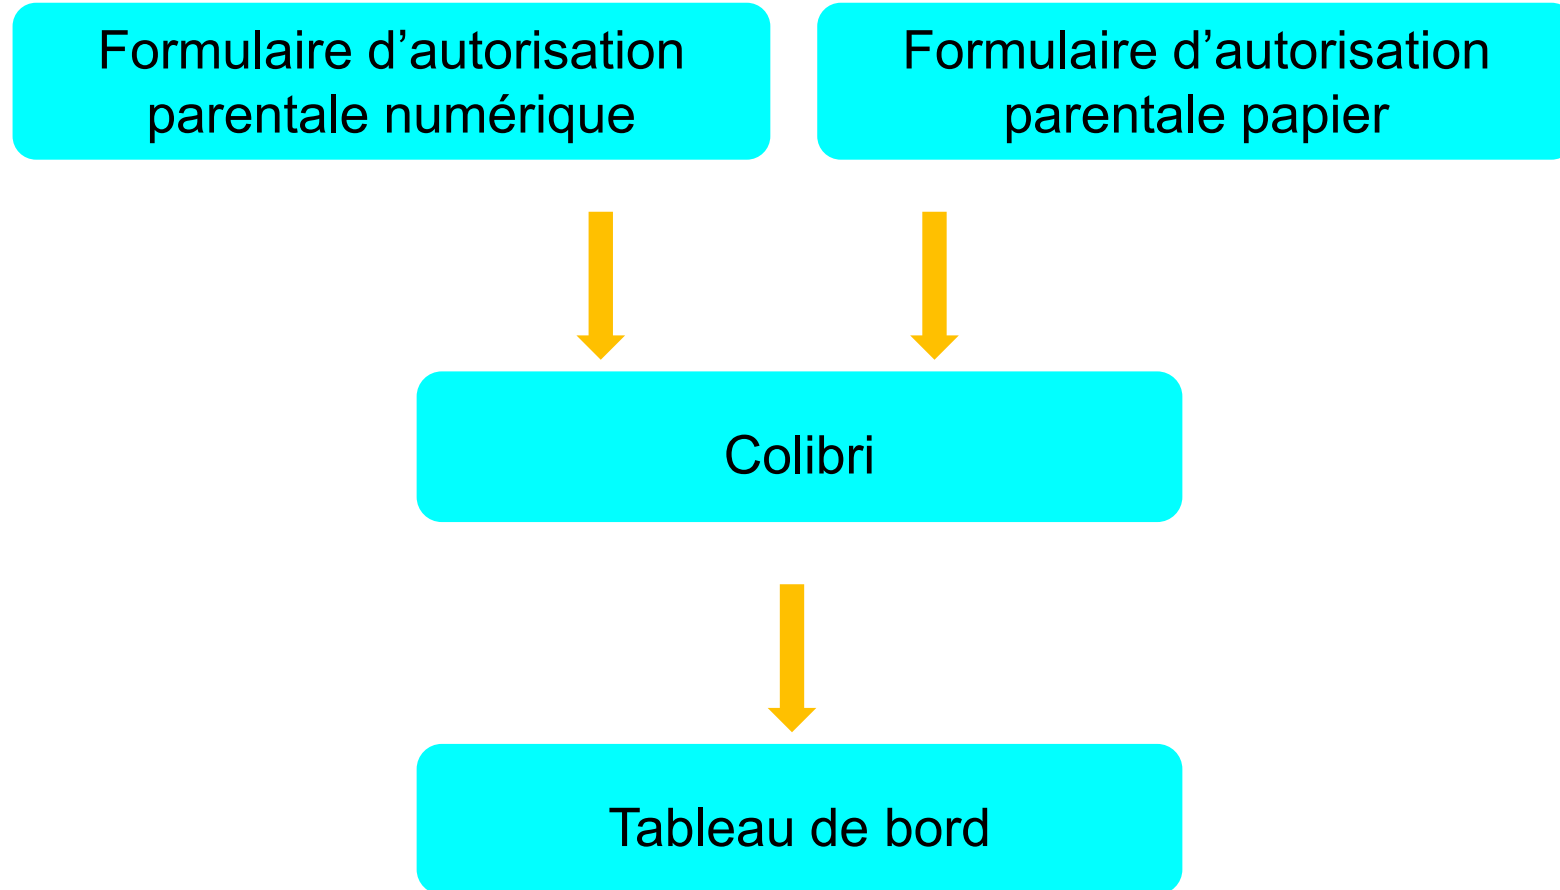 Formulaire d’autorisation
parentale numérique
Formulaire d’autorisation
parentale papier
Colibri
Tableau de bord